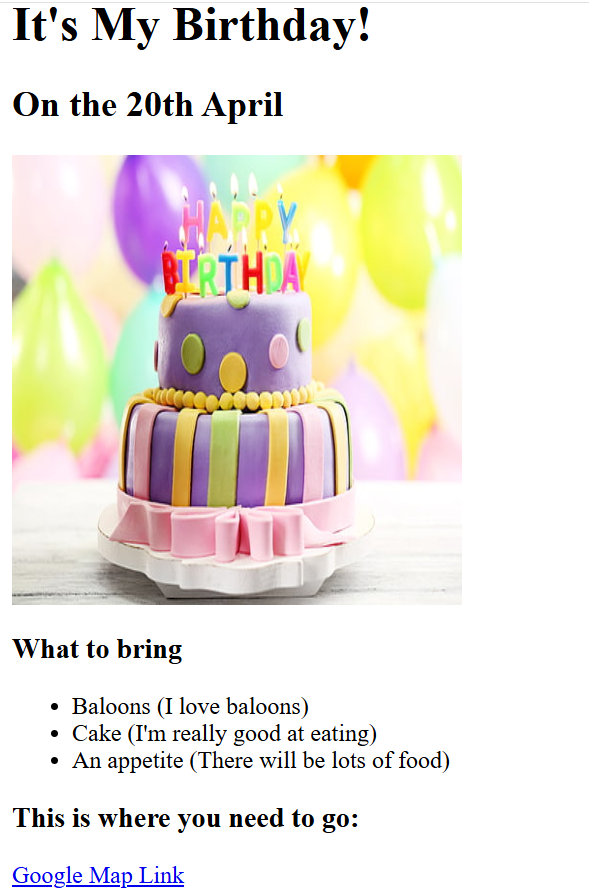 It's My Birthday!
On the 20th April
HAPPY
BIRTHDAY
What to bring
Baloons (I love baloons)
Cake (I'm really good at eating)
An appetite (There will be lots of food)
This is where you need to go:
Google Map Link